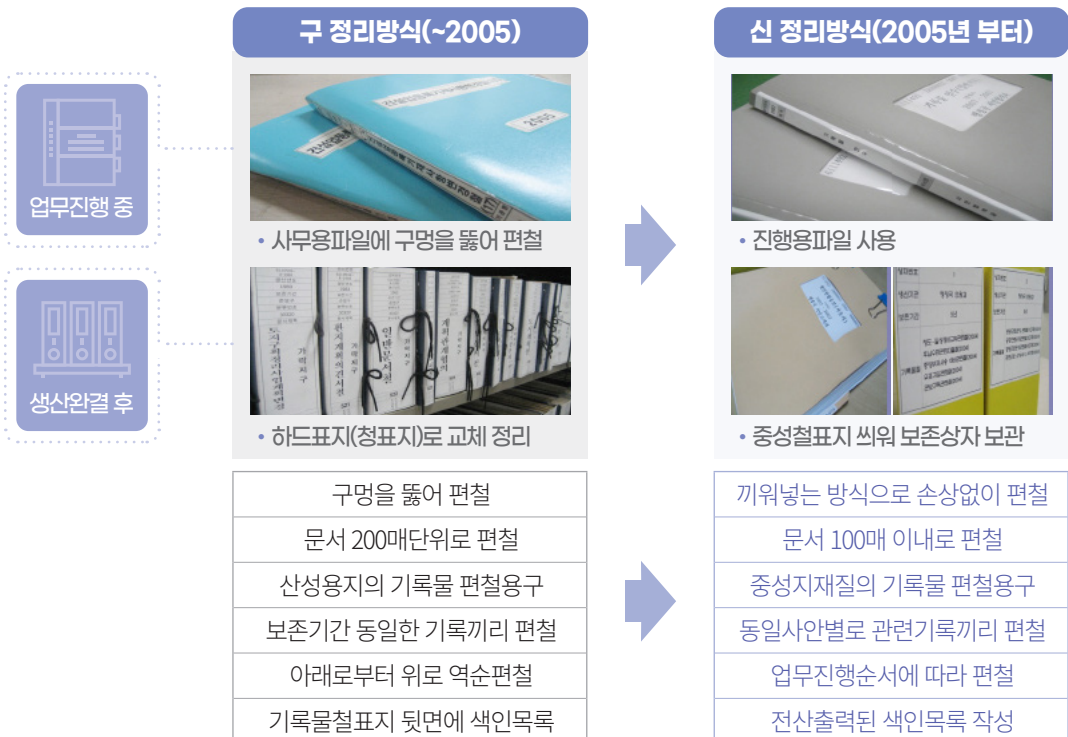 구 정리방식(~2005)
신 정리방식(2005년 부터)
업무진행 중
2005
• 사무용파일에 구멍을 뚫어 편철
• 진행용파일 사용
생산완결 후
일반문서철
가락지구
• 하드표지(청표지)로 교체 정리
• 중성철표지 씌워 보존상자 보관
구멍을 뚫어 편철
끼워넣는 방식으로 손상없이 편철
문서 200매단위로 편철
문서 100매 이내로 편철
산성용지의 기록물 편철용구
중성지재질의 기록물 편철용구
보존기간 동일한 기록끼리 편철
동일사안별로 관련기록끼리 편철
아래로부터 위로 역순편철
업무진행순서에 따라 편철
기록물철표지 뒷면에 색인목록
전산출력된 색인목록 작성